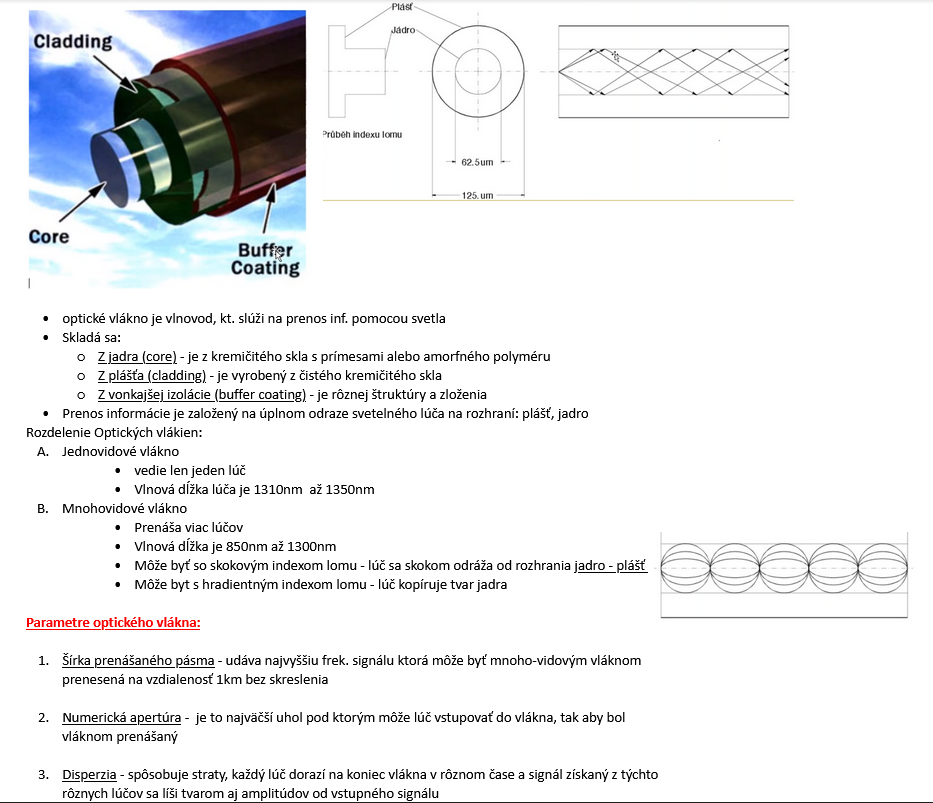 Cladding
Core
Buffer
Coating
Plášť
Jádro
Průběh indexu lomu
62.5um
125. um
• optické vlákno je vlnovod, kt. slúži na prenos inf. pomocou svetla
• Skladá sa:
o Z jadra (core) - je z kremičitého skla s prímesami alebo amorfného polyméru
o Z plášťa (cladding) - je vyrobený z čistého kremičitého skla
o Z vonkajšej izolácie (buffer coating) - je rôznej štruktúry a zloženia
• Prenos informácie je založený na úplnom odraze svetelného lúča na rozhraní: plášť, jadro
Rozdelenie Optických vlákien:
A. Jednovidové vlákno
• vedie len jeden lúč
• Vlnová dĺžka lúča je 1310nm až 1350nm
B. Mnohovidové vlákno
• Prenáša viac lúčov
• Vlnová dĺžka je 850nm až 1300nm
• Môže byť so skokovým indexom lomu - lúč sa skokom odráža od rozhrania jadro - plášť
• Môže byt s hradientným indexom lomu - lúč kopíruje tvar jadra
Parametre optického vlákna:
1. Šírka prenášaného pásma - udáva najvyššiu frek. signálu ktorá môže byť mnoho-vidovým vláknom
prenesená na vzdialenosť 1km bez skreslenia
2. Numerická apertúra - je to najväčší uhol pod ktorým môže lúč vstupovať do vlákna, tak aby bol
vláknom prenášaný
3. Disperzia - spôsobuje straty, každý lúč dorazí na koniec vlákna v rôznom čase a signál získaný z týchto
rôznych lúčov sa líši tvarom aj amplitúdov od vstupného signálu